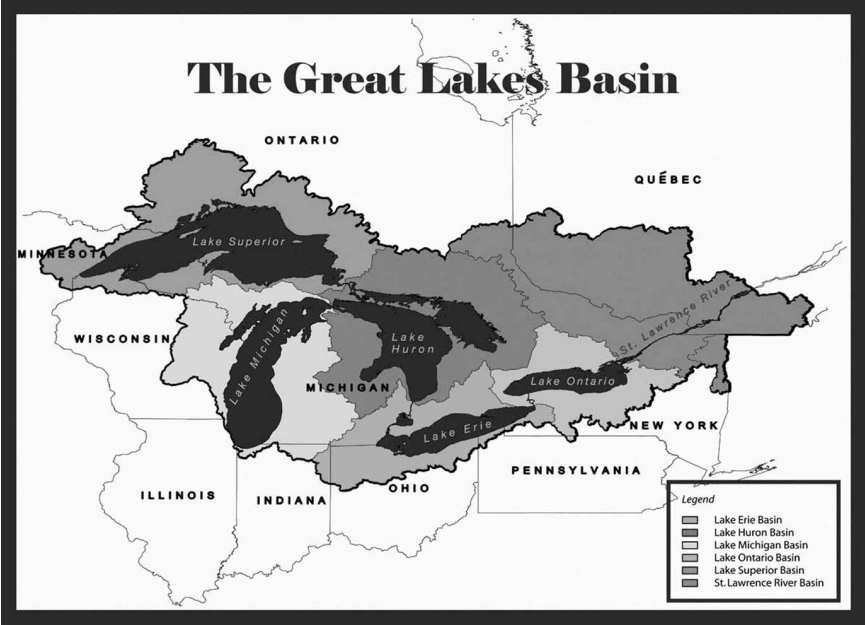 The Great Lakes Basin
ONTARIO
QUÉBEC
Lake Superior
MINNESOTA
St. Lawrence River
WISCONSIN
Lake Michigan
Lake
Huron
MICHIGAN
Lake Ontario
Lake Erie
NEW YORK
PENNSYLVANIA
ILLINOIS
INDIANA
OHIO
Legend
Lake Erie Basin
Lake Huron Basin
Lake Michigan Basin
Lake Ontario Basin
Lake Superior Basin
St. Lawrence River Basin